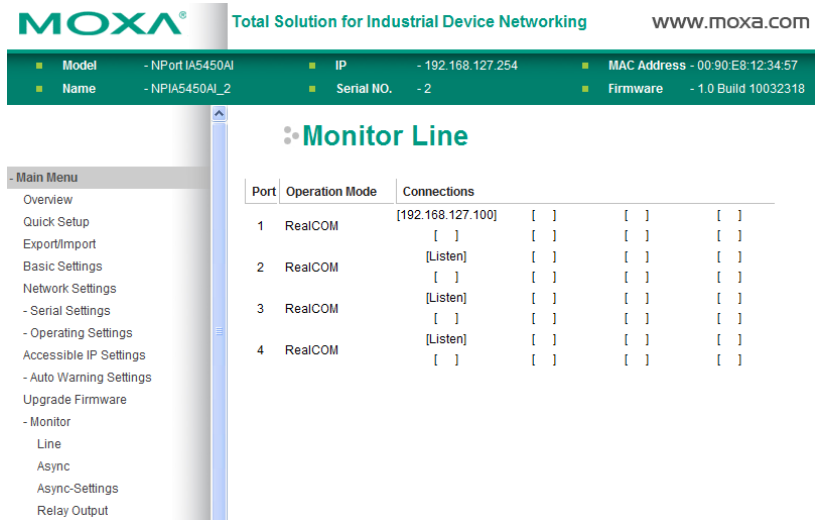 MOXA® Total Solution for Industrial Device Networking www.moxa.com
Model - NPort IA5450AI IP - 192.168.127.254 MAC Address - 00:90:E8:12:34:57
Name - NPIA5450AI_2 Serial NO. - 2 Firmware - 1.0 Build 10032318
- Main Menu
Overview
Quick Setup
Export/Import
Basic Settings
Network Settings
- Serial Settings
- Operating Settings
Accessible IP Settings
- Auto Warning Settings
Upgrade Firmware
- Monitor
Line
Async
Async-Settings
Relay Output
Monitor Line
Port Operation Mode Connections
1 RealCOM [192.168.127.100] [ ] [ ] [ ]
[ ] [ ] [ ] [ ]
2 RealCOM [Listen] [ ] [ ] [ ]
[ ] [ ] [ ] [ ]
3 RealCOM [Listen] [ ] [ ] [ ]
[ ] [ ] [ ] [ ]
4 RealCOM [Listen] [ ] [ ] [ ]
[ ] [ ] [ ] [ ]